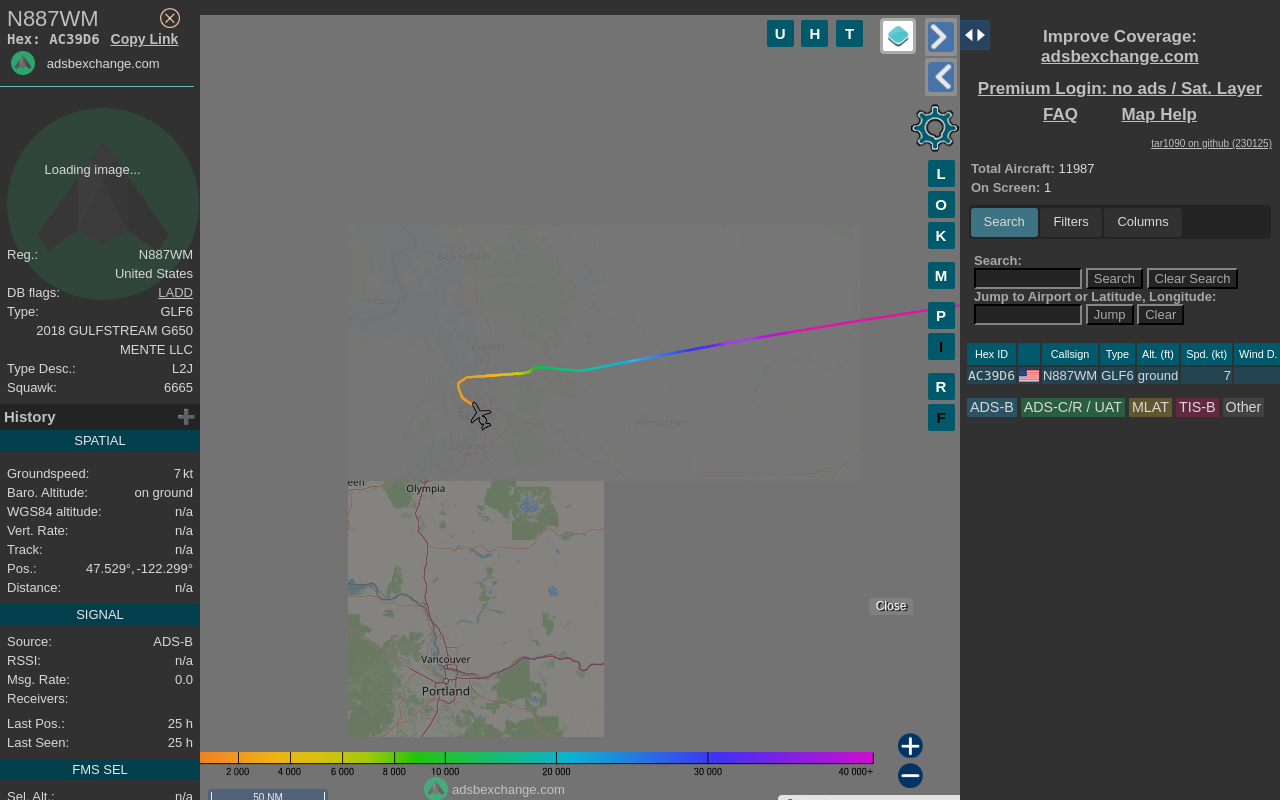 N887WM
Hex: AC39D6 Copy Link
adsbexchange.com
Loading image...
Reg.: N887WM
United States
DB flags: LADD
Type: GLF6
2018 GULFSTREAM G650
MENTE LLC
Type Desc.: L2J
Squawk: 6665
History
SPATIAL
Groundspeed: 7 kt
Baro. Altitude: on ground
WGS84 altitude: n/a
Vert. Rate: n/a
Track: n/a
Pos.: 47.529°, -122.299°
Distance: n/a
SIGNAL
Source: ADS-B
RSSI: n/a
Msg. Rate: 0.0
Receivers:
Last Pos.: 25 h
Last Seen: 25 h
FMS SEL
Sel. Alt.: n/a
U H T
L
O
K
M
P
I
R
F
Bellingham
Victoria
Everett
Tacoma
Wenatchee
Olympia
Vancouver
Portland
Close
2 000 4 000 6 000 8 000 10 000 20 000 30 000 40 000+
50 NM
adsbexchange.com
Improve Coverage:
adsbexchange.com
Premium Login: no ads / Sat. Layer
FAQ Map Help
tar1090 on github (230125)
Total Aircraft: 11987
On Screen: 1
Search Filters Columns
Search:
Search Clear Search
Jump to Airport or Latitude, Longitude:
Jump Clear
Hex ID Callsign Type Alt. (ft) Spd. (kt) Wind D.
AC39D6 N887WM GLF6 ground 7
ADS-B ADS-C/R / UAT MLAT TIS-B Other